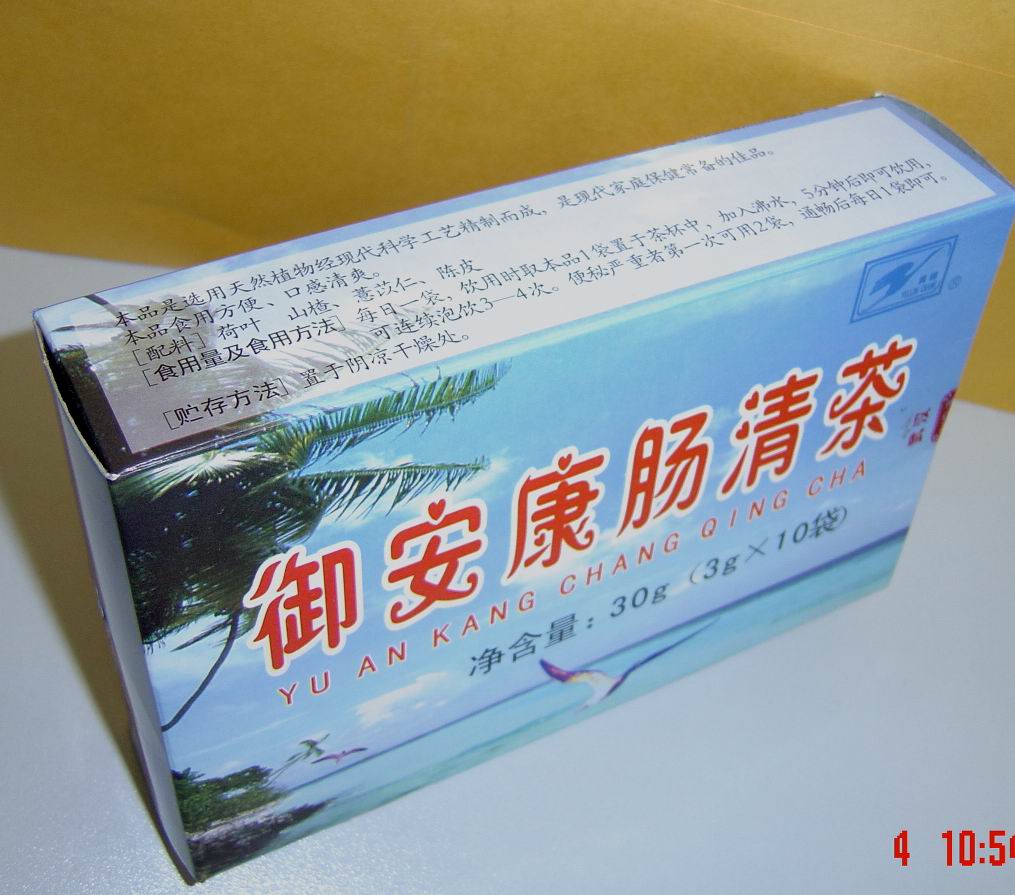 本品是选用天然植物经现代科学工艺精制而成，是现代家庭保健常备的佳品。
本品食用方便、口感清爽。
［配料］荷叶、山楂、薏苡仁、陈皮
［食用量及食用方法］每日一袋，饮用时取本品1袋置于茶杯中，加入沸水，5分钟后即可饮用，
可连续泡饮3—4次。便秘严重者第一次可用2袋，通畅后每日1袋即可。
［贮存方法］置于阴凉干燥处。
®
御安康肠清茶
YU AN KANG CHANG QING CHA
净含量：30g（3g×10袋）
4 10:54